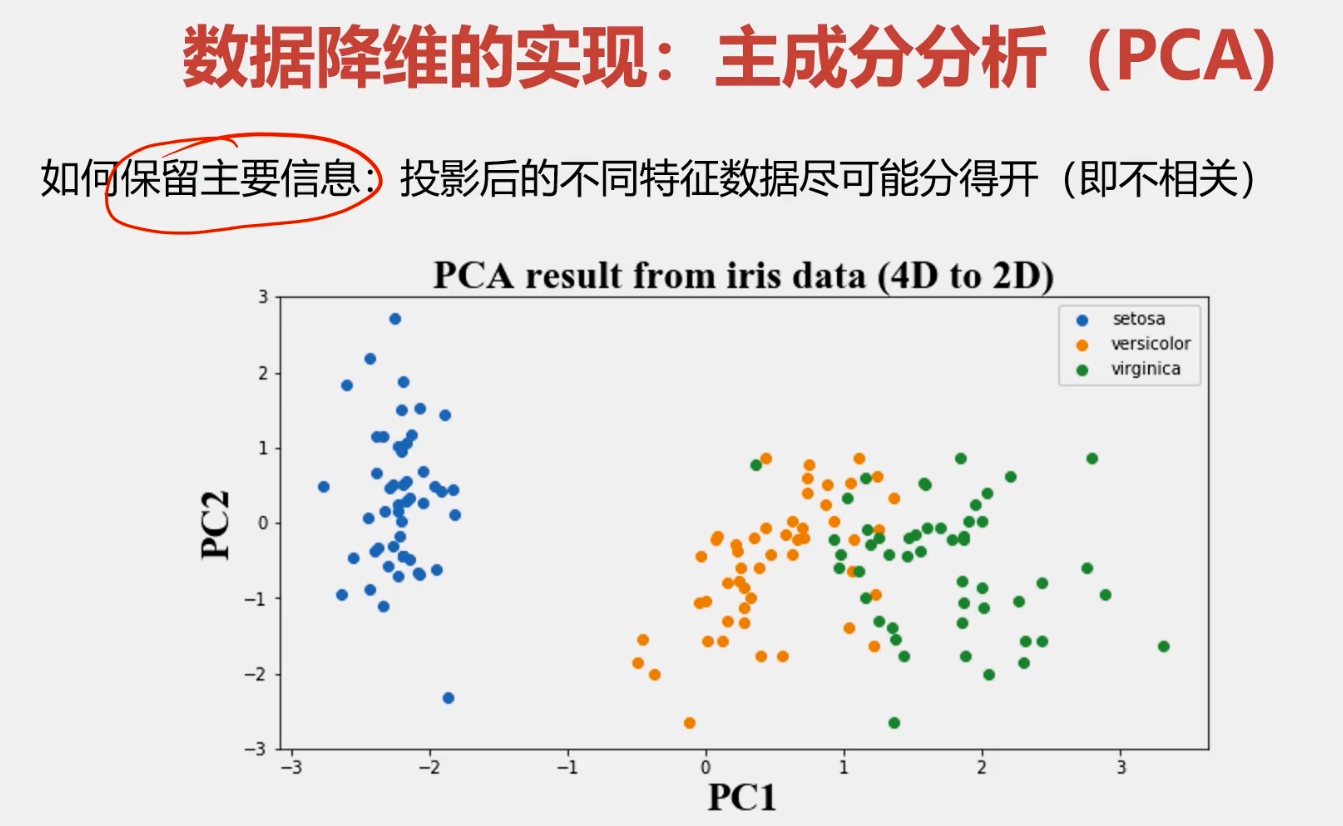 数据降维的实现：主成分分析（PCA)
如何保留主要信息：投影后的不同特征数据尽可能分得开（即不相关）
PCA result from iris data (4D to 2D)
3
2
1
0
−1
−2
−3
PC2
setosa
versicolor
virginica
−3
−2
−1
0
1
2
3
PC1